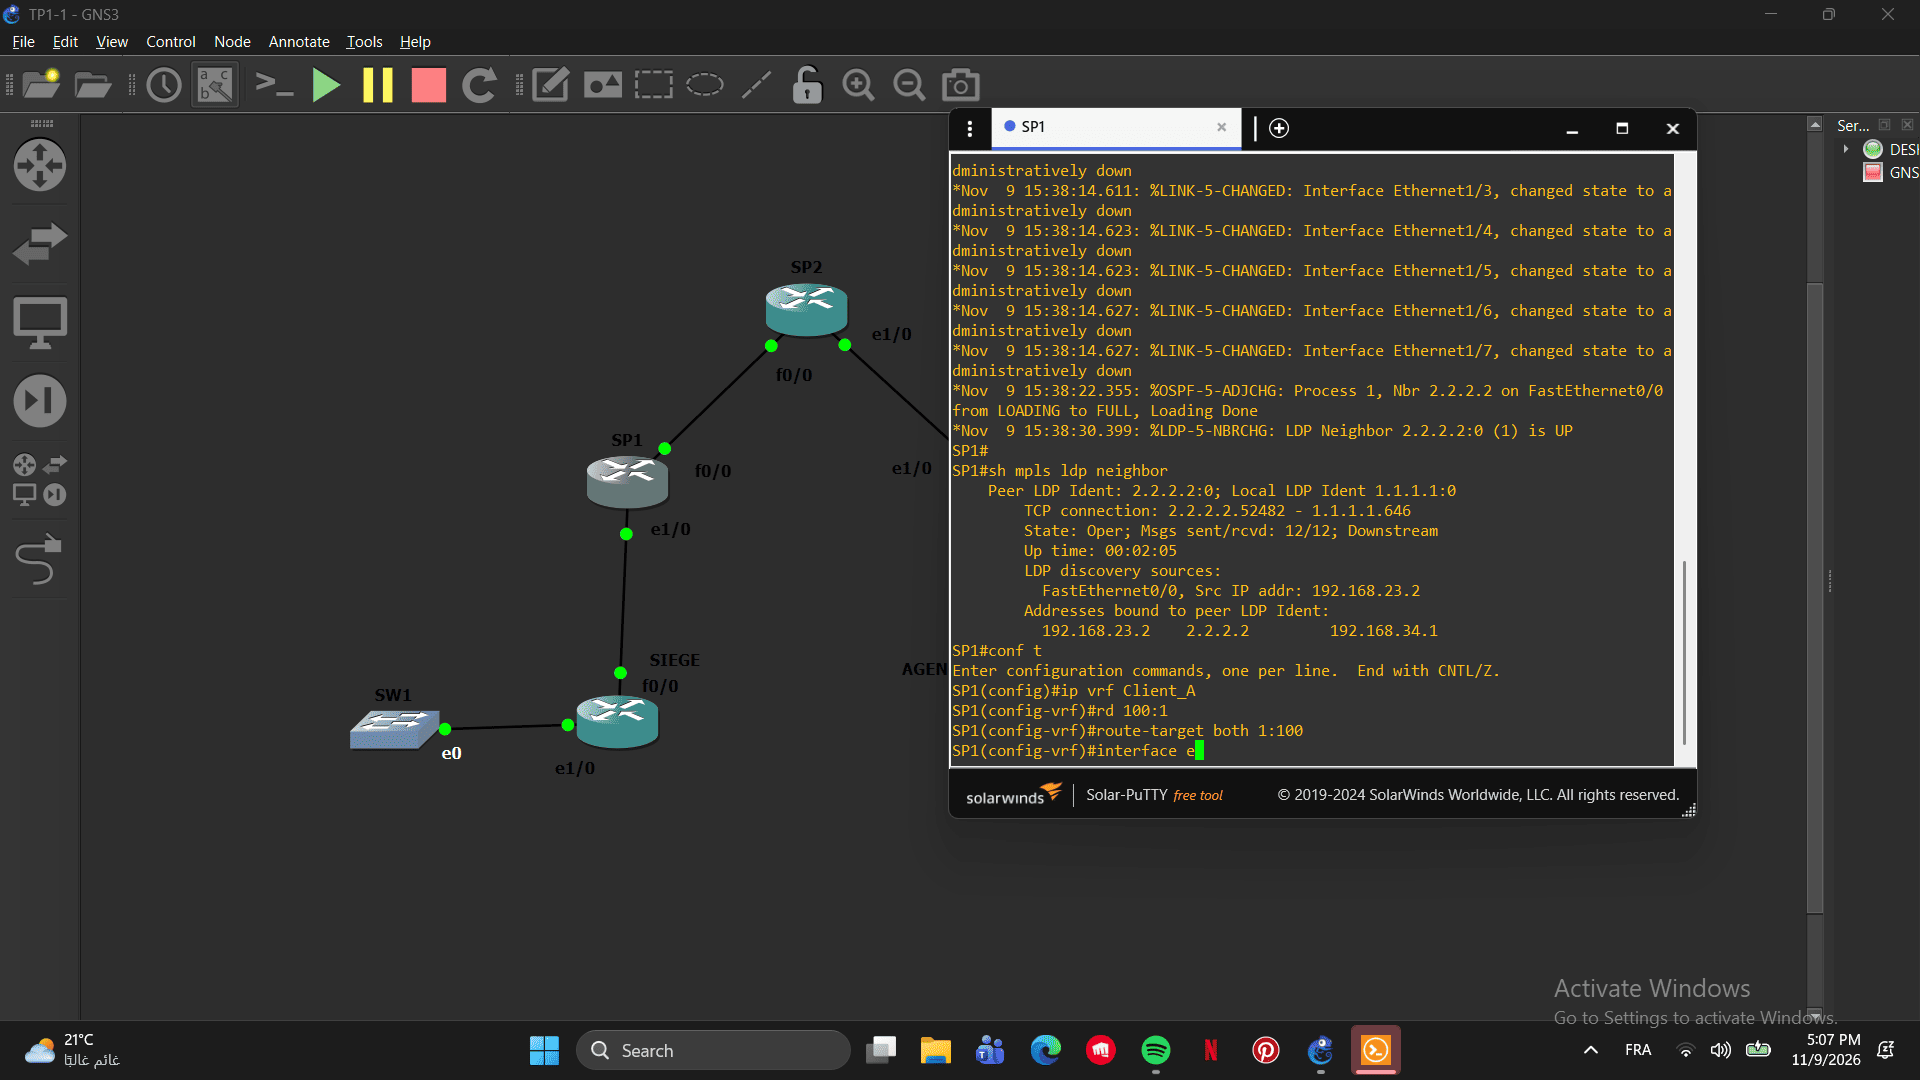 TP1-1 - GNS3
File Edit View Control Node Annotate Tools Help
a c
b
SP1
Ser...
DESH
GNS
dministratively down
*Nov  9 15:38:14.611: %LINK-5-CHANGED: Interface Ethernet1/3, changed state to a
dministratively down
*Nov  9 15:38:14.623: %LINK-5-CHANGED: Interface Ethernet1/4, changed state to a
dministratively down
*Nov  9 15:38:14.623: %LINK-5-CHANGED: Interface Ethernet1/5, changed state to a
dministratively down
*Nov  9 15:38:14.627: %LINK-5-CHANGED: Interface Ethernet1/6, changed state to a
dministratively down
*Nov  9 15:38:14.627: %LINK-5-CHANGED: Interface Ethernet1/7, changed state to a
dministratively down
*Nov  9 15:38:22.355: %OSPF-5-ADJCHG: Process 1, Nbr 2.2.2.2 on FastEthernet0/0
from LOADING to FULL, Loading Done
*Nov  9 15:38:30.399: %LDP-5-NBRCHG: LDP Neighbor 2.2.2.2:0 (1) is UP
SP1#
SP1#sh mpls ldp neighbor
Peer LDP Ident: 2.2.2.2:0; Local LDP Ident 1.1.1.1:0
TCP connection: 2.2.2.2.52482 - 1.1.1.1.646
State: Oper; Msgs sent/rcvd: 12/12; Downstream
Up time: 00:02:05
LDP discovery sources:
FastEthernet0/0, Src IP addr: 192.168.23.2
Addresses bound to peer LDP Ident:
192.168.23.2    2.2.2.2         192.168.34.1
SP1#conf t
Enter configuration commands, one per line.  End with CNTL/Z.
SP1(config)#ip vrf Client_A
SP1(config-vrf)#rd 100:1
SP1(config-vrf)#route-target both 1:100
SP1(config-vrf)#interface e
solarwinds Solar-PuTTY free tool © 2019-2024 SolarWinds Worldwide, LLC. All rights reserved.
SP2
e1/0
f0/0
SP1
f0/0
e1/0
e1/0
SIEGE
f0/0
AGEN
SW1
e0
e1/0
Activate Windows
Go to Settings to activate Windows.
21°C
غائم غالبًا
Search
FRA
5:07 PM
11/9/2026